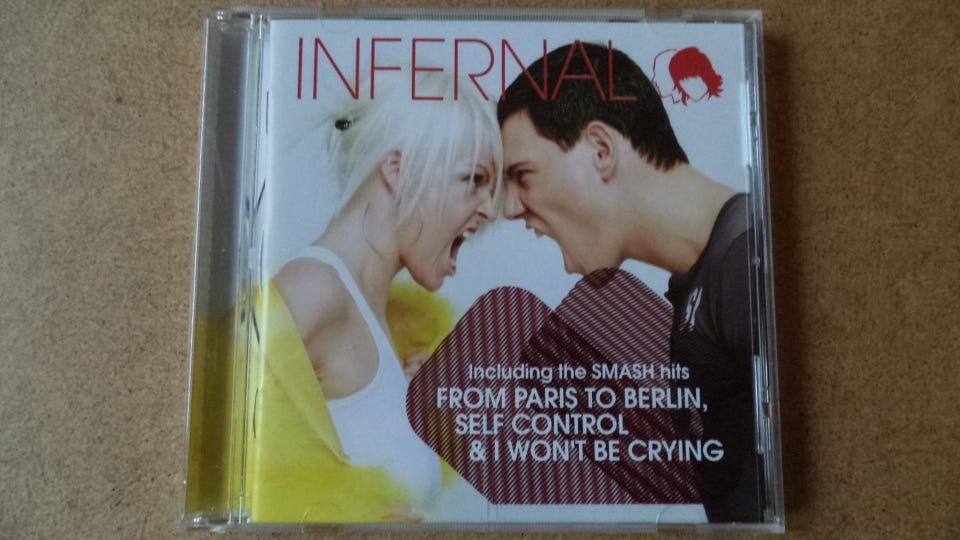 INFERNAL
Including the SMASH hits
FROM PARIS TO BERLIN,
SELF CONTROL
& I WON'T BE CRYING